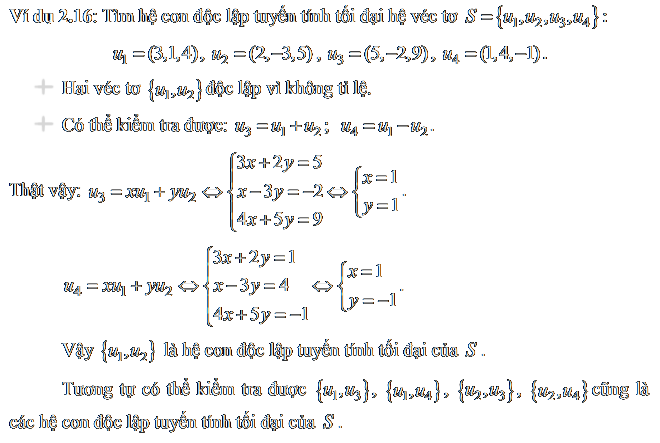 Ví dụ 2.16: Tìm hệ con độc lập tuyến tính tối đại hệ véc tơ S = {u₁,u₂,u₃,u₄} :
u₁ = (3,1,4), u₂ = (2,−3,5) , u₃ = (5,−2,9) , u₄ = (1,4,−1) .
+ Hai véc tơ {u₁,u₂} độc lập vì không tỉ lệ.
+ Có thể kiểm tra được: u₃ = u₁ + u₂ ; u₄ = u₁ − u₂ .
Thật vậy: u₃ = xu₁ + yu₂ ⇔ { 3x + 2y = 5
x − 3y = −2 ⇔ { x = 1
4x + 5y = 9 y = 1 .
u₄ = xu₁ + yu₂ ⇔ { 3x + 2y = 1
x − 3y = 4 ⇔ { x = 1
4x + 5y = −1 y = −1 .
Vậy {u₁,u₂} là hệ con độc lập tuyến tính tối đại của S .
Tương tự có thể kiểm tra được {u₁,u₃} , {u₁,u₄} , {u₂,u₃} , {u₂,u₄} cũng là
các hệ con độc lập tuyến tính tối đại của S .